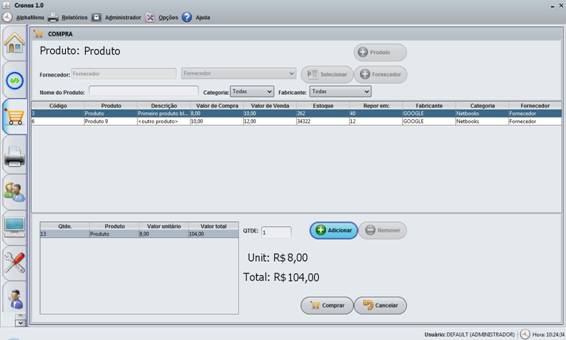 Cronos 1.0
AlphaMenu Relatórios Administrador Opções Ajuda
COMPRA
Produto: Produto
Produto
Fornecedor: Fornecedor Fornecedor Selecionar Fornecedor
Nome do Produto: Categoria: Todas Fabricante: Todas
Código Produto Descrição Valor de Compra Valor de Venda Estoque Repor em: Fabricante Categoria Fornecedor
Produto Primeiro produto bl... 8,00 10,00 262 40 GOOGLE Netbooks Fornecedor
6 Produto 9 <outro produto> 10,00 12,00 34322 12 GOOGLE Netbooks Fornecedor
Qtde. Produto Valor unitário Valor total
13 Produto 8,00 104,00
QTDE: 1 Adicionar Remover
Unit: R$ 8,00
Total: R$ 104,00
Comprar Cancelar
Usuário: DEFAULT (ADMINISTRADOR) Hora: 10:24:34